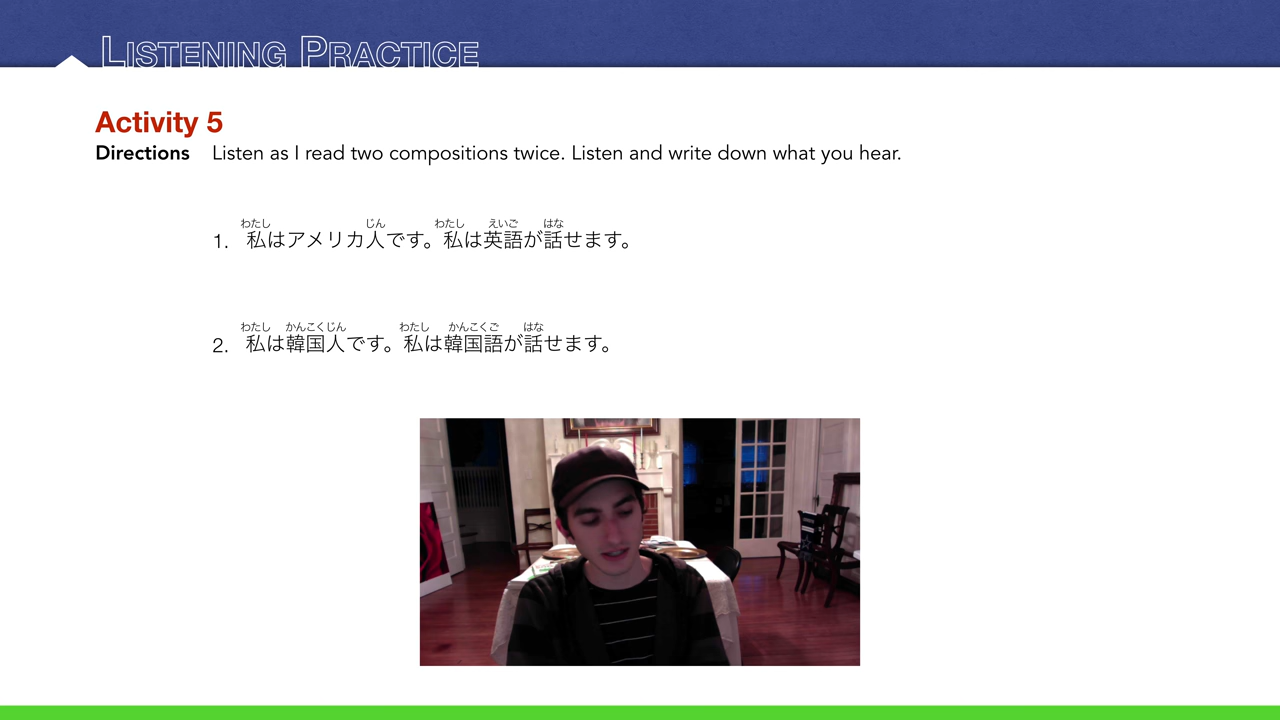 LISTENING PRACTICE
Activity 5
Directions Listen as I read two compositions twice. Listen and write down what you hear.
わたし じん わたし えいご はな
1. 私はアメリカ人です。私は英語が話せます。
わたし かんこくじん わたし かんこくご はな
2. 私は韓国人です。私は韓国語が話せます。